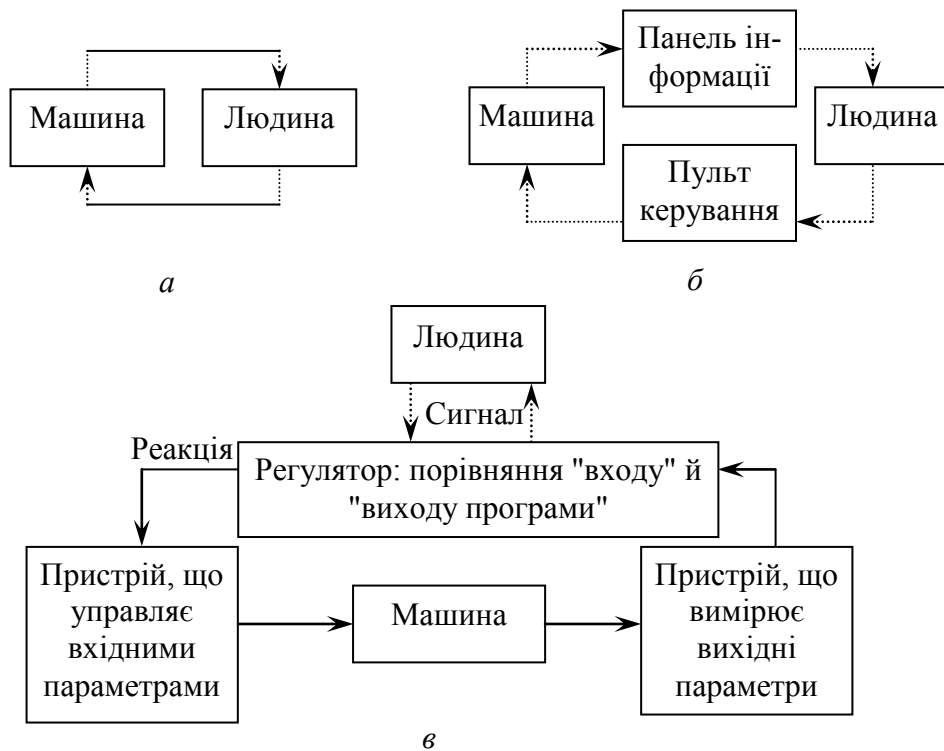 Машина
Людина
а
Панель ін-
формації
Машина
Людина
Пульт
керування
б
Людина
Сигнал
Реакція
Регулятор: порівняння "входу" й
"виходу програми"
Пристрій, що
управляє
вхідними
параметрами
Машина
Пристрій, що
вимірює
вихідні
параметри
в